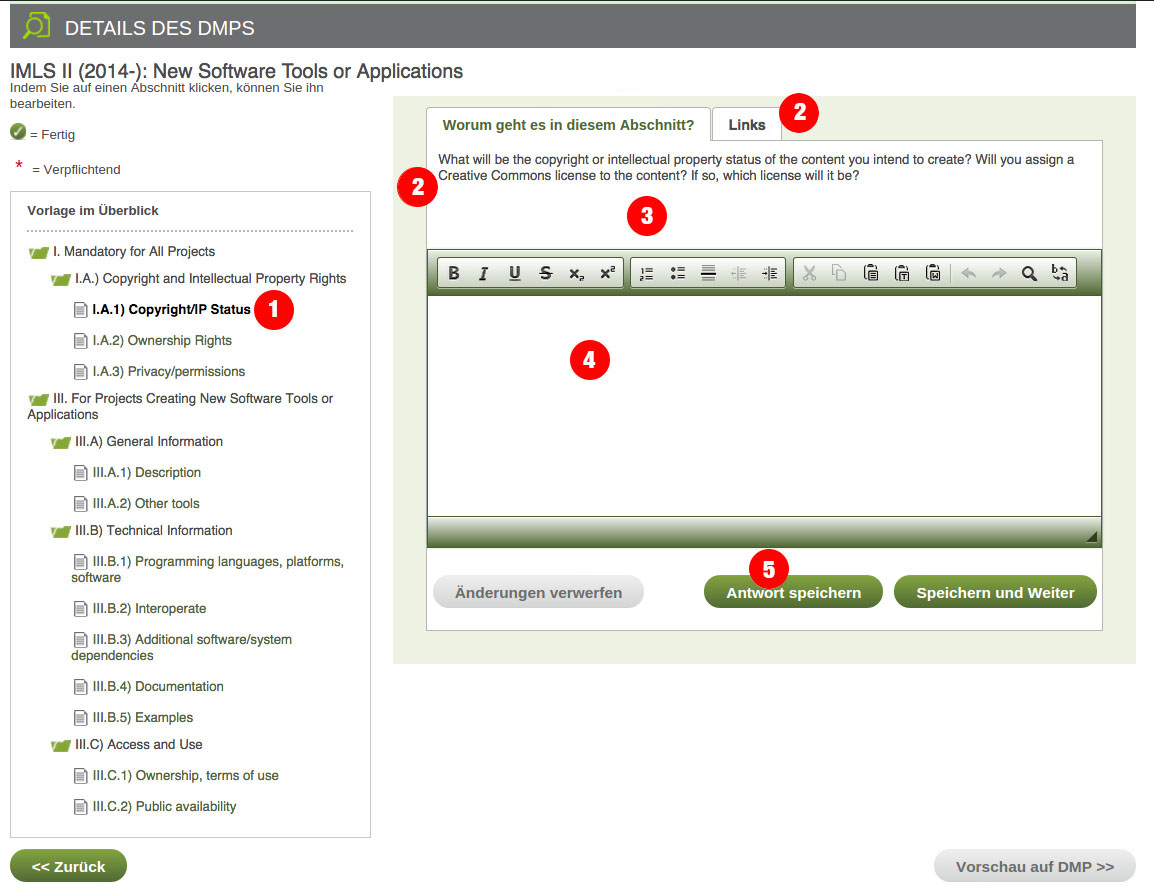 DETAILS DES DMPS
IMLS II (2014-): New Software Tools or Applications
Indem Sie auf einen Abschnitt klicken, können Sie ihn
bearbeiten.
= Fertig
* = Verpflichtend
Vorlage im Überblick
I. Mandatory for All Projects
I.A.) Copyright and Intellectual Property Rights
I.A.1) Copyright/IP Status 1
I.A.2) Ownership Rights
I.A.3) Privacy/permissions
III. For Projects Creating New Software Tools or
Applications
III.A) General Information
III.A.1) Description
III.A.2) Other tools
III.B) Technical Information
III.B.1) Programming languages, platforms,
software
III.B.2) Interoperate
III.B.3) Additional software/system
dependencies
III.B.4) Documentation
III.B.5) Examples
III.C) Access and Use
III.C.1) Ownership, terms of use
III.C.2) Public availability
<< Zurück
Worum geht es in diesem Abschnitt? Links 2
What will be the copyright or intellectual property status of the content you intend to create? Will you assign a
2 Creative Commons license to the content? If so, which license will it be?
3
B I U S x₂ x²
4
5
Änderungen verwerfen Antwort speichern Speichern und Weiter
Vorschau auf DMP >>